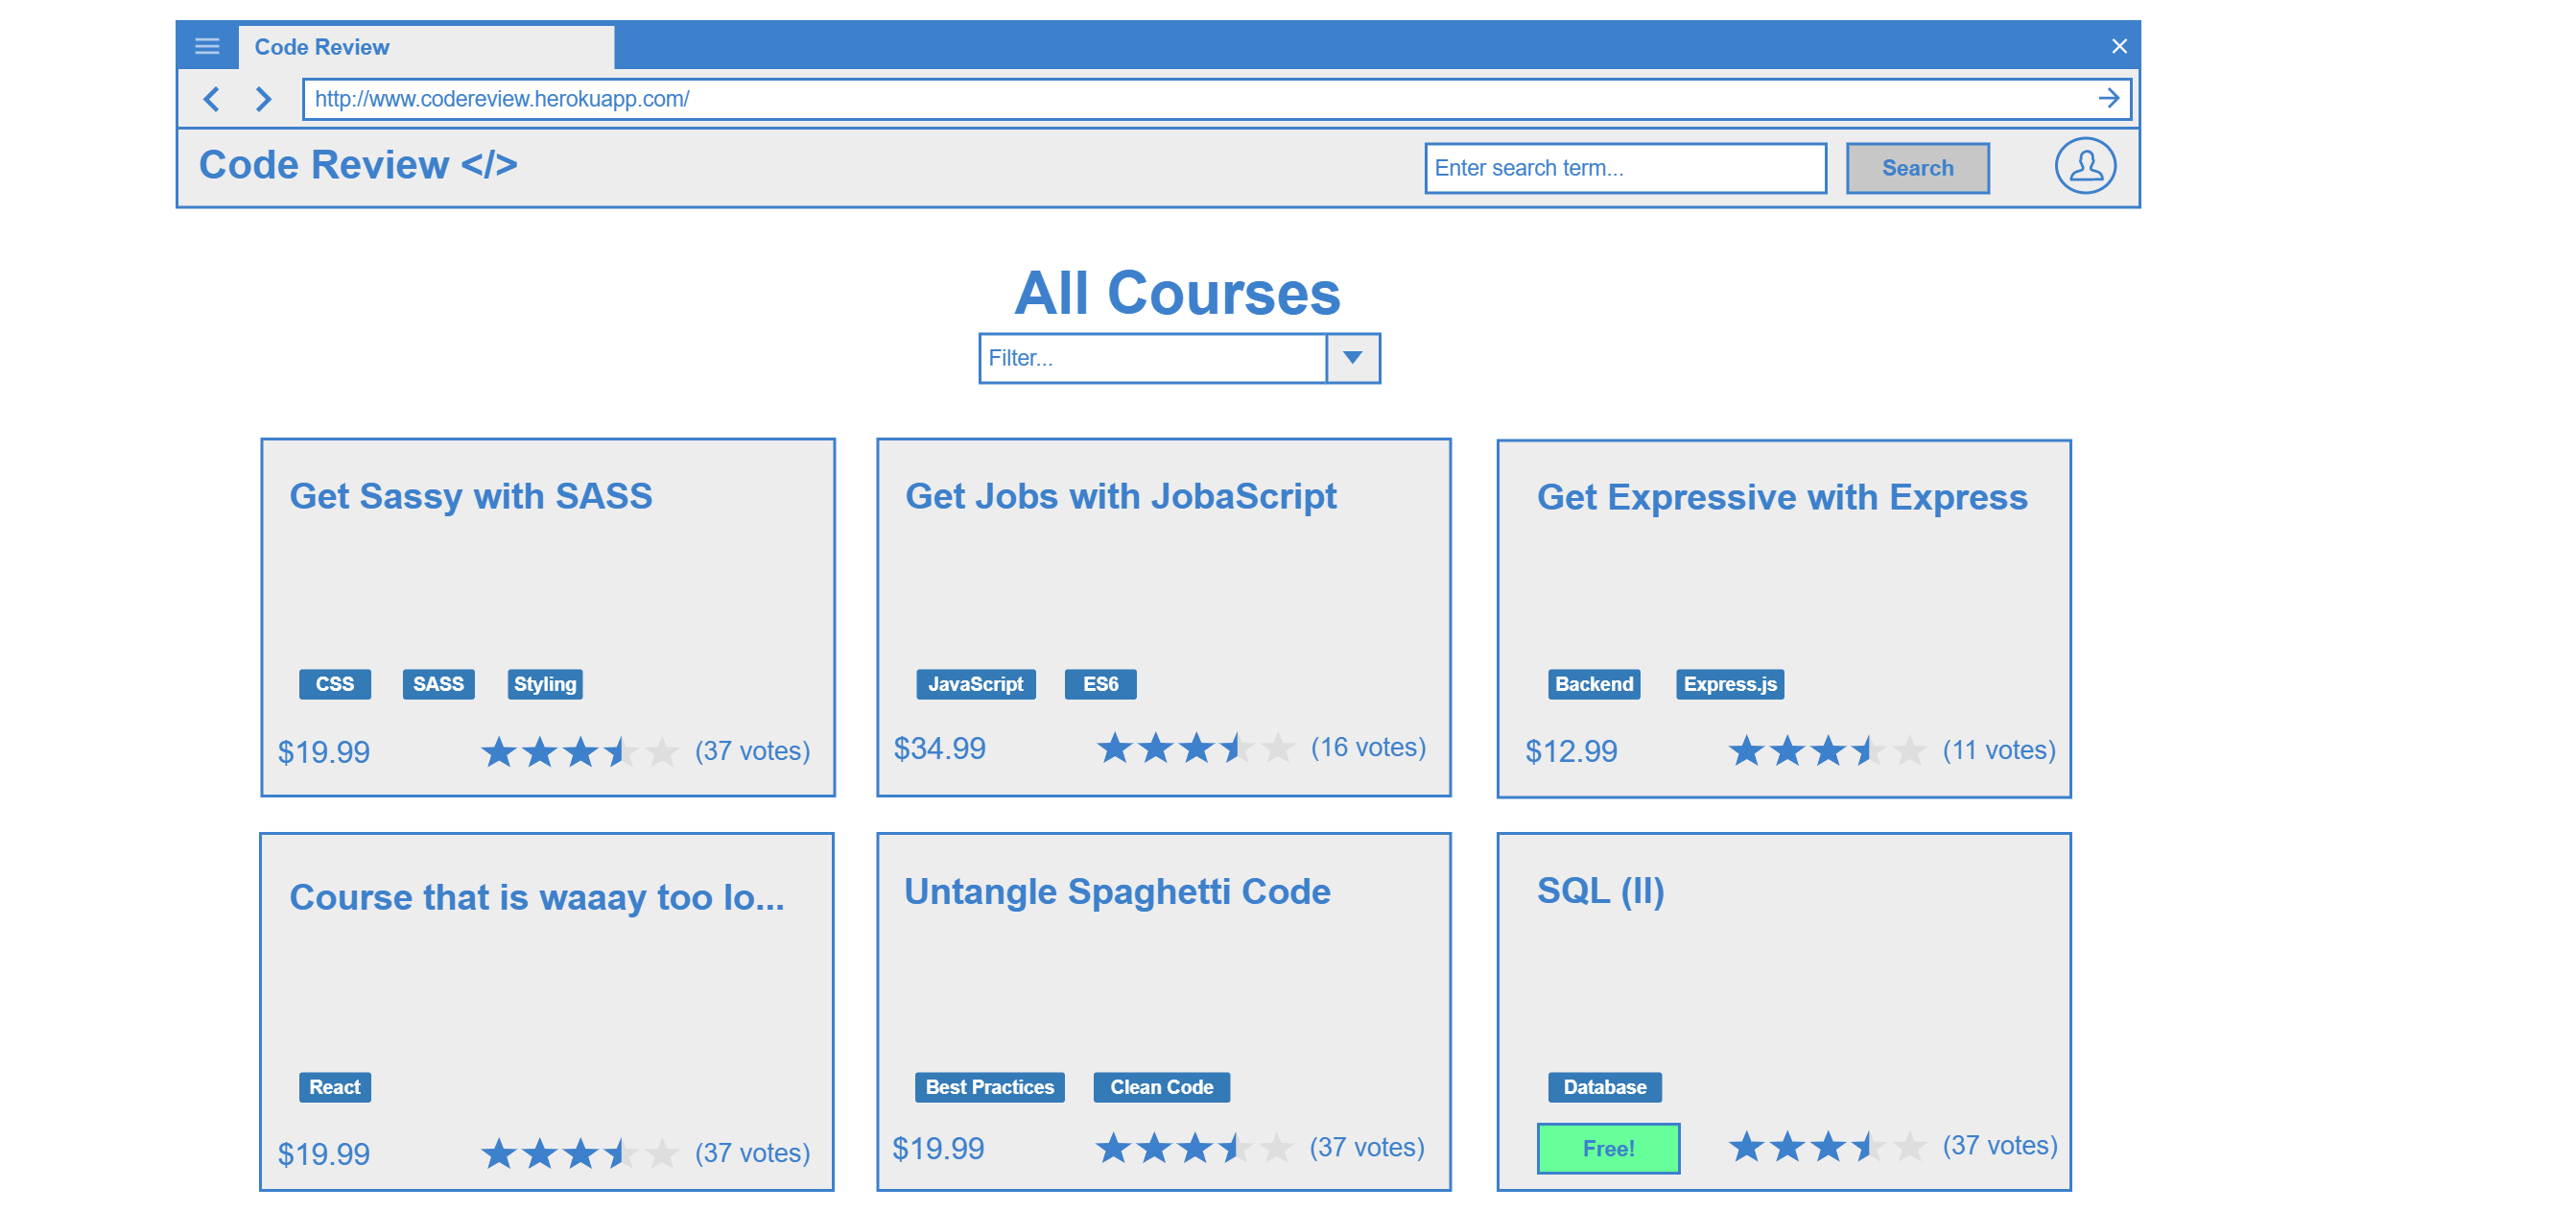 Code Review
http://www.codereview.herokuapp.com/
Code Review </>
Enter search term...
Search
All Courses
Filter...
Get Sassy with SASS
CSS SASS Styling
$19.99 (37 votes)
Get Jobs with JobaScript
JavaScript ES6
$34.99 (16 votes)
Get Expressive with Express
Backend Express.js
$12.99 (11 votes)
Course that is waaay too lo...
React
$19.99 (37 votes)
Untangle Spaghetti Code
Best Practices Clean Code
$19.99 (37 votes)
SQL (II)
Database
Free! (37 votes)